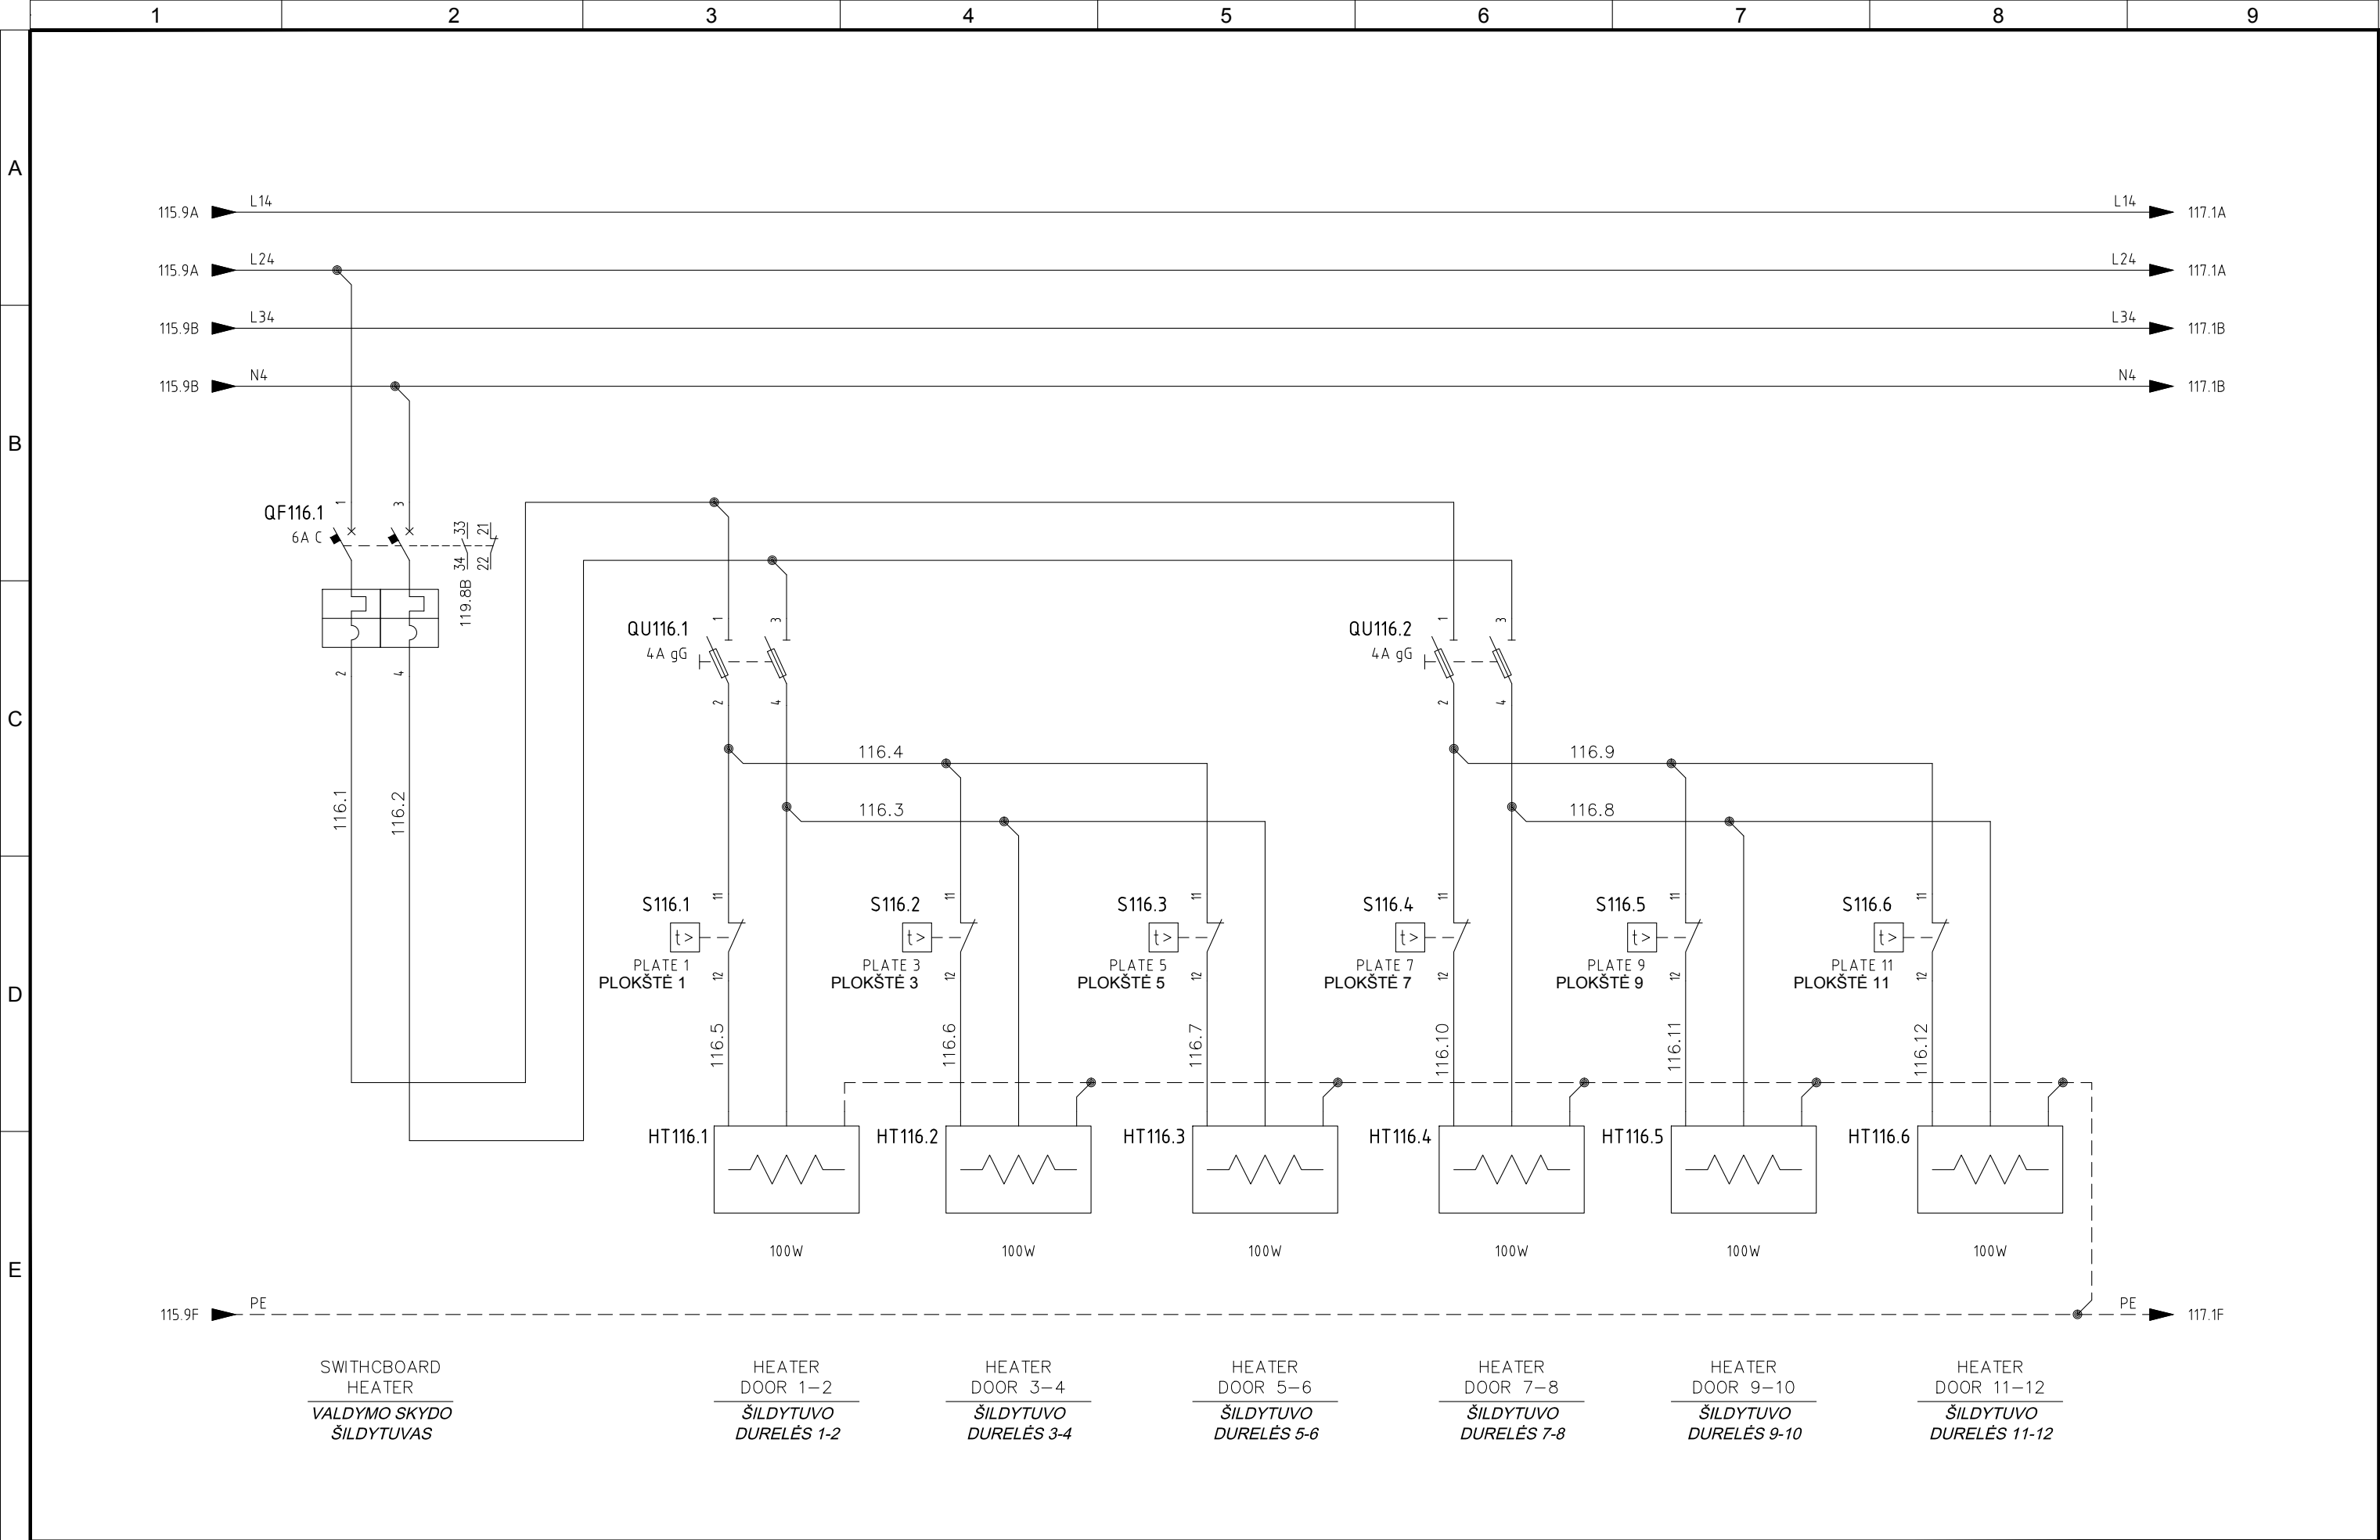 1 2 3 4 5 6 7 8 9
A
115.9A L14 L14 117.1A
115.9A L24 L24 117.1A
115.9B L34 L34 117.1B
115.9B N4 N4 117.1B
B
1 3
QF116.1
6A C
33 21
34 22
119.8B
2 4
1 3
QU116.1
4A gG
2 4
1 3
QU116.2
4A gG
2 4
C
116.4 116.9
116.3 116.8
116.1 116.2
11 11 11 11 11 11
S116.1 S116.2 S116.3 S116.4 S116.5 S116.6
t> t> t> t> t> t>
PLATE 1 PLATE 3 PLATE 5 PLATE 7 PLATE 9 PLATE 11
PLOKŠTĖ 1 PLOKŠTĖ 3 PLOKŠTĖ 5 PLOKŠTĖ 7 PLOKŠTĖ 9 PLOKŠTĖ 11
12 12 12 12 12 12
D
116.5 116.6 116.7 116.10 116.11 116.12
HT116.1 HT116.2 HT116.3 HT116.4 HT116.5 HT116.6
100W 100W 100W 100W 100W 100W
E
115.9F PE PE 117.1F
SWITHCBOARD
HEATER
VALDYMO SKYDO
ŠILDYTUVAS
HEATER
DOOR 1-2
ŠILDYTUVO
DURELĖS 1-2
HEATER
DOOR 3-4
ŠILDYTUVO
DURELĖS 3-4
HEATER
DOOR 5-6
ŠILDYTUVO
DURELĖS 5-6
HEATER
DOOR 7-8
ŠILDYTUVO
DURELĖS 7-8
HEATER
DOOR 9-10
ŠILDYTUVO
DURELĖS 9-10
HEATER
DOOR 11-12
ŠILDYTUVO
DURELĖS 11-12